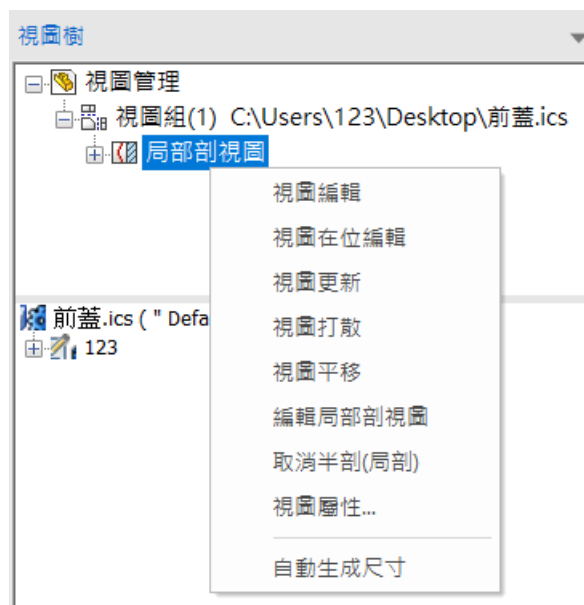 視圖樹
視圖管理
視圖組(1) C:\Users\123\Desktop\前蓋.ics
局部剖視圖
視圖編輯
視圖在位編輯
視圖更新
視圖打散
視圖平移
編輯局部剖視圖
取消半剖(局剖)
視圖屬性...
自動生成尺寸
前蓋.ics ( " Defa
123